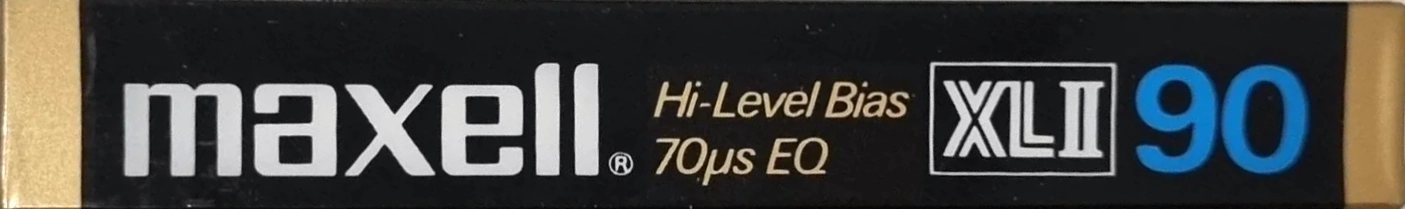 maxell®
Hi-Level Bias
70µs EQ
XLII
90